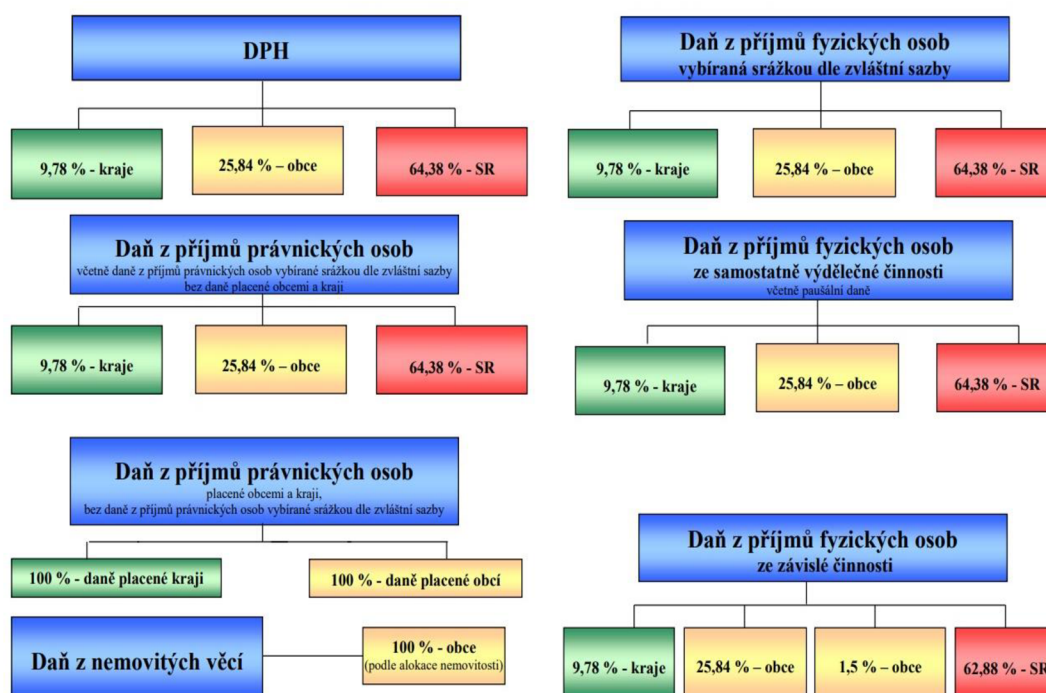 DPH
9,78 % - kraje
25,84 % – obce
64,38 % - SR
Daň z příjmů fyzických osob
vybíraná srážkou dle zvláštní sazby
9,78 % - kraje
25,84 % – obce
64,38 % - SR
Daň z příjmů právnických osob
včetně daně z příjmů právnických osob vybírané srážkou dle zvláštní sazby
bez daně placené obcemi a kraji
9,78 % - kraje
25,84 % – obce
64,38 % - SR
Daň z příjmů fyzických osob
ze samostatně výdělečné činnosti
včetně paušální daně
9,78 % - kraje
25,84 % – obce
64,38 % - SR
Daň z příjmů právnických osob
placené obcemi a kraji,
bez daně z příjmů právnických osob vybírané srážkou dle zvláštní sazby
100 % - daně placené kraji
100 % - daně placené obcí
Daň z nemovitých věcí
100 % - obce
(podle alokace nemovitosti)
Daň z příjmů fyzických osob
ze závislé činnosti
9,78 % - kraje
25,84 % – obce
1,5 % – obce
62,88 % - SR